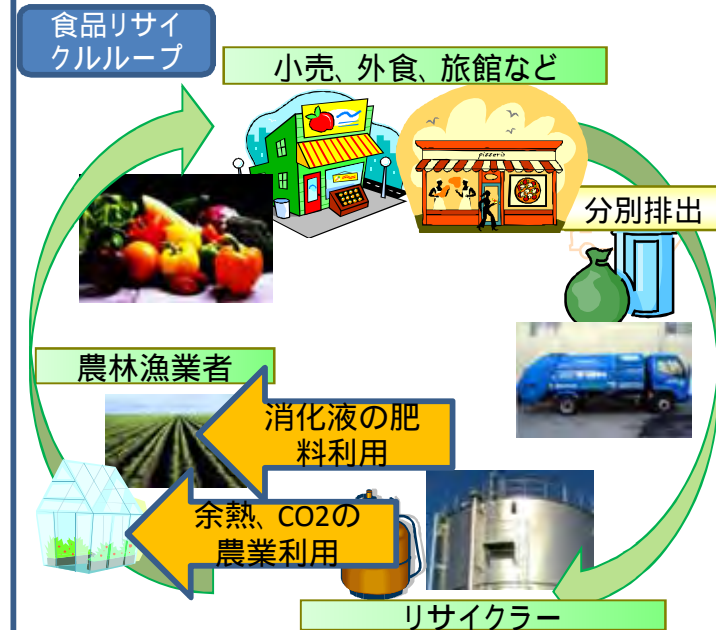 食品リサイ
クルループ
小売、外食、旅館など
pizzeria
分別排出
農林漁業者
消化液の肥
料利用
余熱、CO2の
農業利用
リサイクラー